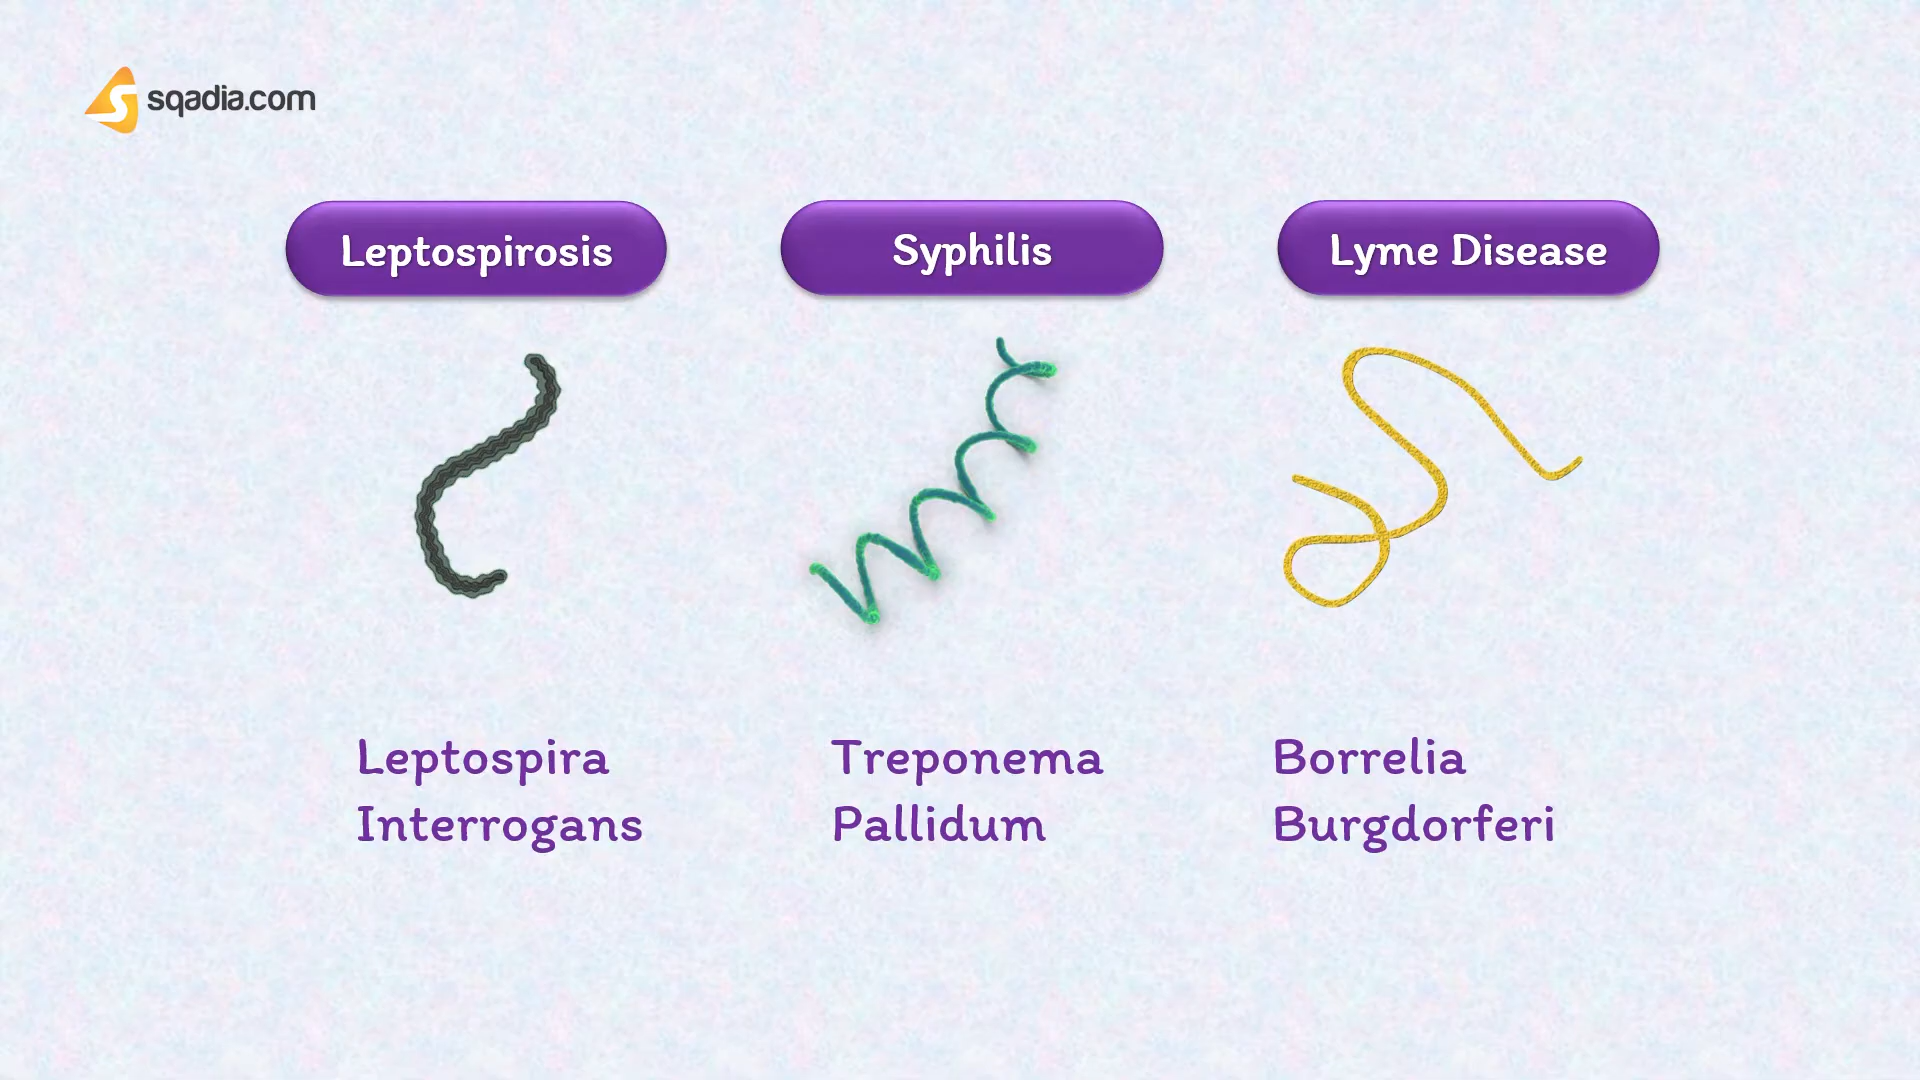 sqadia.com
Leptospirosis
Syphilis
Lyme Disease
Leptospira
Interrogans
Treponema
Pallidum
Borrelia
Burgdorferi